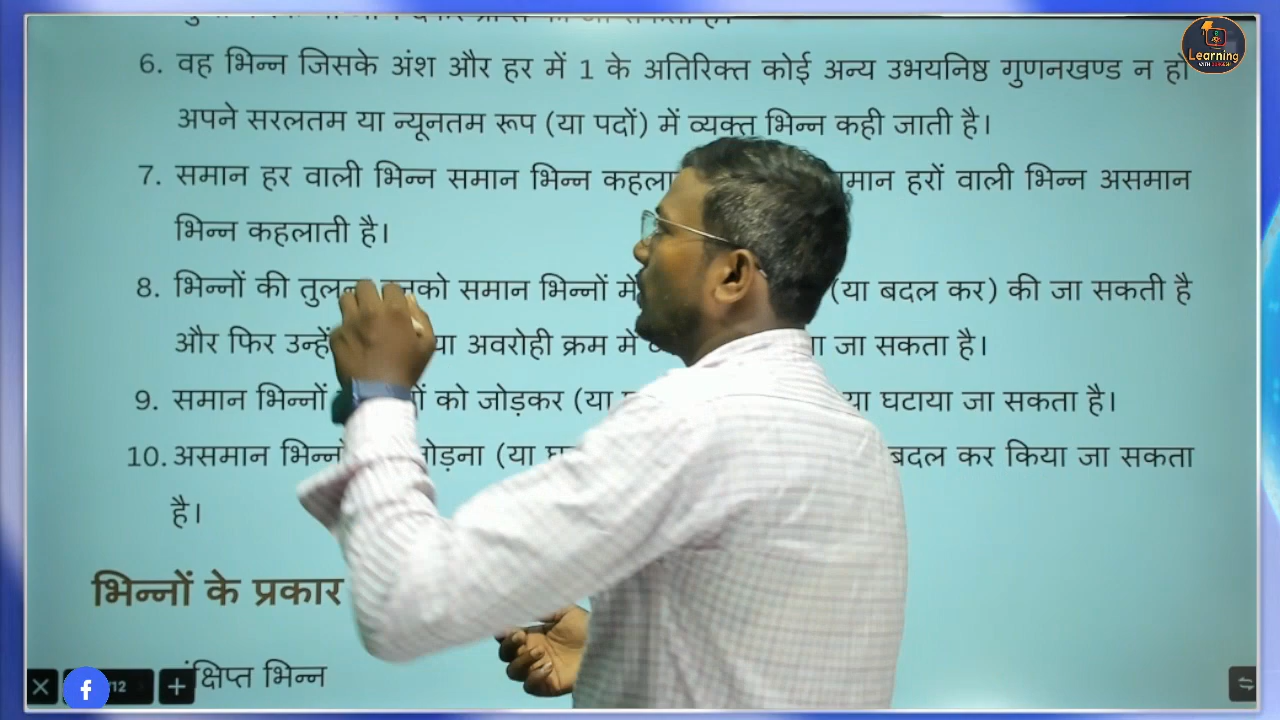 6. वह भिन्न जिसके अंश और हर में 1 के अतिरिक्त कोई अन्य उभयनिष्ठ गुणनखण्ड न हो
अपने सरलतम या न्यूनतम रूप (या पदों) में व्यक्त भिन्न कही जाती है।
7. समान हर वाली भिन्न समान भिन्न हरों वाली भिन्न असमान
भिन्न कहलाती है।
8. भिन्नों की समान भिन्नों में (या बदल कर) की जा सकती है
और फिर उन्हें या अवरोही क्रम में जा सकता है।
9. समान भिन्नों को जोड़कर (या या घटाया जा सकता है।
10. असमान (या बदल कर किया जा सकता
है।
भिन्नों के प्रकार
भिन्न
Learning